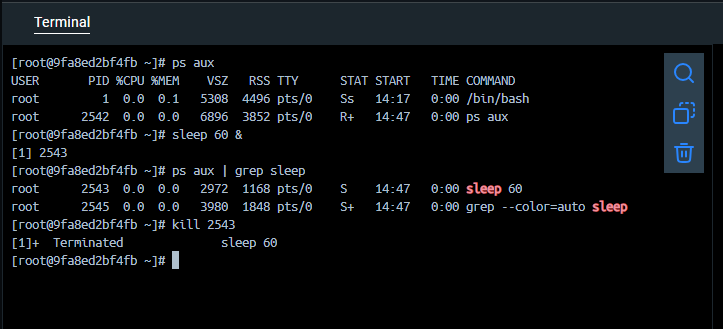 Terminal
[root@9fa8ed2bf4fb ~]# ps aux
USER       PID %CPU %MEM    VSZ   RSS TTY      STAT START   TIME COMMAND
root         1  0.0  0.1   5308  4496 pts/0    Ss   14:17   0:00 /bin/bash
root      2542  0.0  0.0   6896  3852 pts/0    R+   14:47   0:00 ps aux
[root@9fa8ed2bf4fb ~]# sleep 60 &
[1] 2543
[root@9fa8ed2bf4fb ~]# ps aux | grep sleep
root      2543  0.0  0.0   2972  1168 pts/0    S    14:47   0:00 sleep 60
root      2545  0.0  0.0   3980  1848 pts/0    S+   14:47   0:00 grep --color=auto sleep
[root@9fa8ed2bf4fb ~]# kill 2543
[1]+  Terminated              sleep 60
[root@9fa8ed2bf4fb ~]#